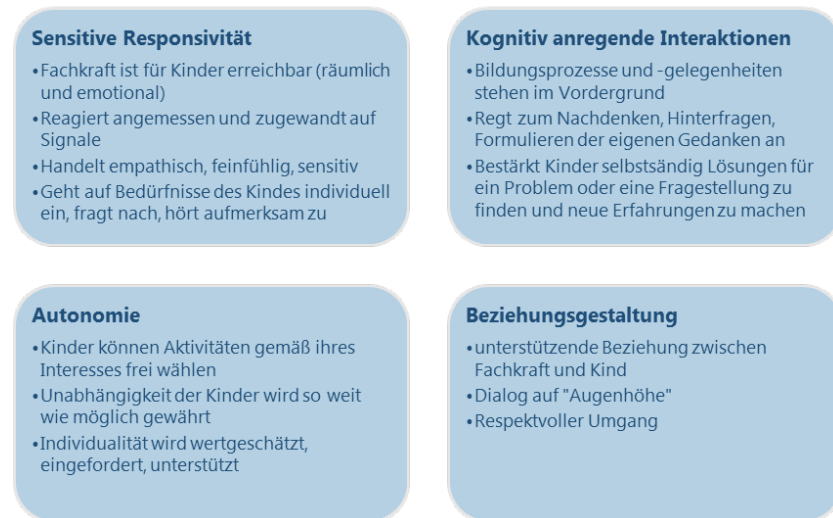 Sensitive Responsivität
•Fachkraft ist für Kinder erreichbar (räumlich
und emotional)
•Reagiert angemessen und zugewandt auf
Signale
•Handelt empathisch, feinfühlig, sensitiv
•Geht auf Bedürfnisse des Kindes individuell
ein, fragt nach, hört aufmerksam zu
Kognitiv anregende Interaktionen
•Bildungsprozesse und -gelegenheiten
stehen im Vordergrund
•Regt zum Nachdenken, Hinterfragen,
Formulieren der eigenen Gedanken an
•Bestärkt Kinder selbstsändig Lösungen für
ein Problem oder eine Fragestellung zu
finden und neue Erfahrungen zu machen
Autonomie
•Kinder können Aktivitäten gemäß ihres
Interesses frei wählen
•Unabhängigkeit der Kinder wird so weit
wie möglich gewährt
•Individualität wird wertgeschätzt,
eingefordert, unterstützt
Beziehungsgestaltung
•unterstützende Beziehung zwischen
Fachkraft und Kind
•Dialog auf "Augenhöhe"
•Respektvoller Umgang